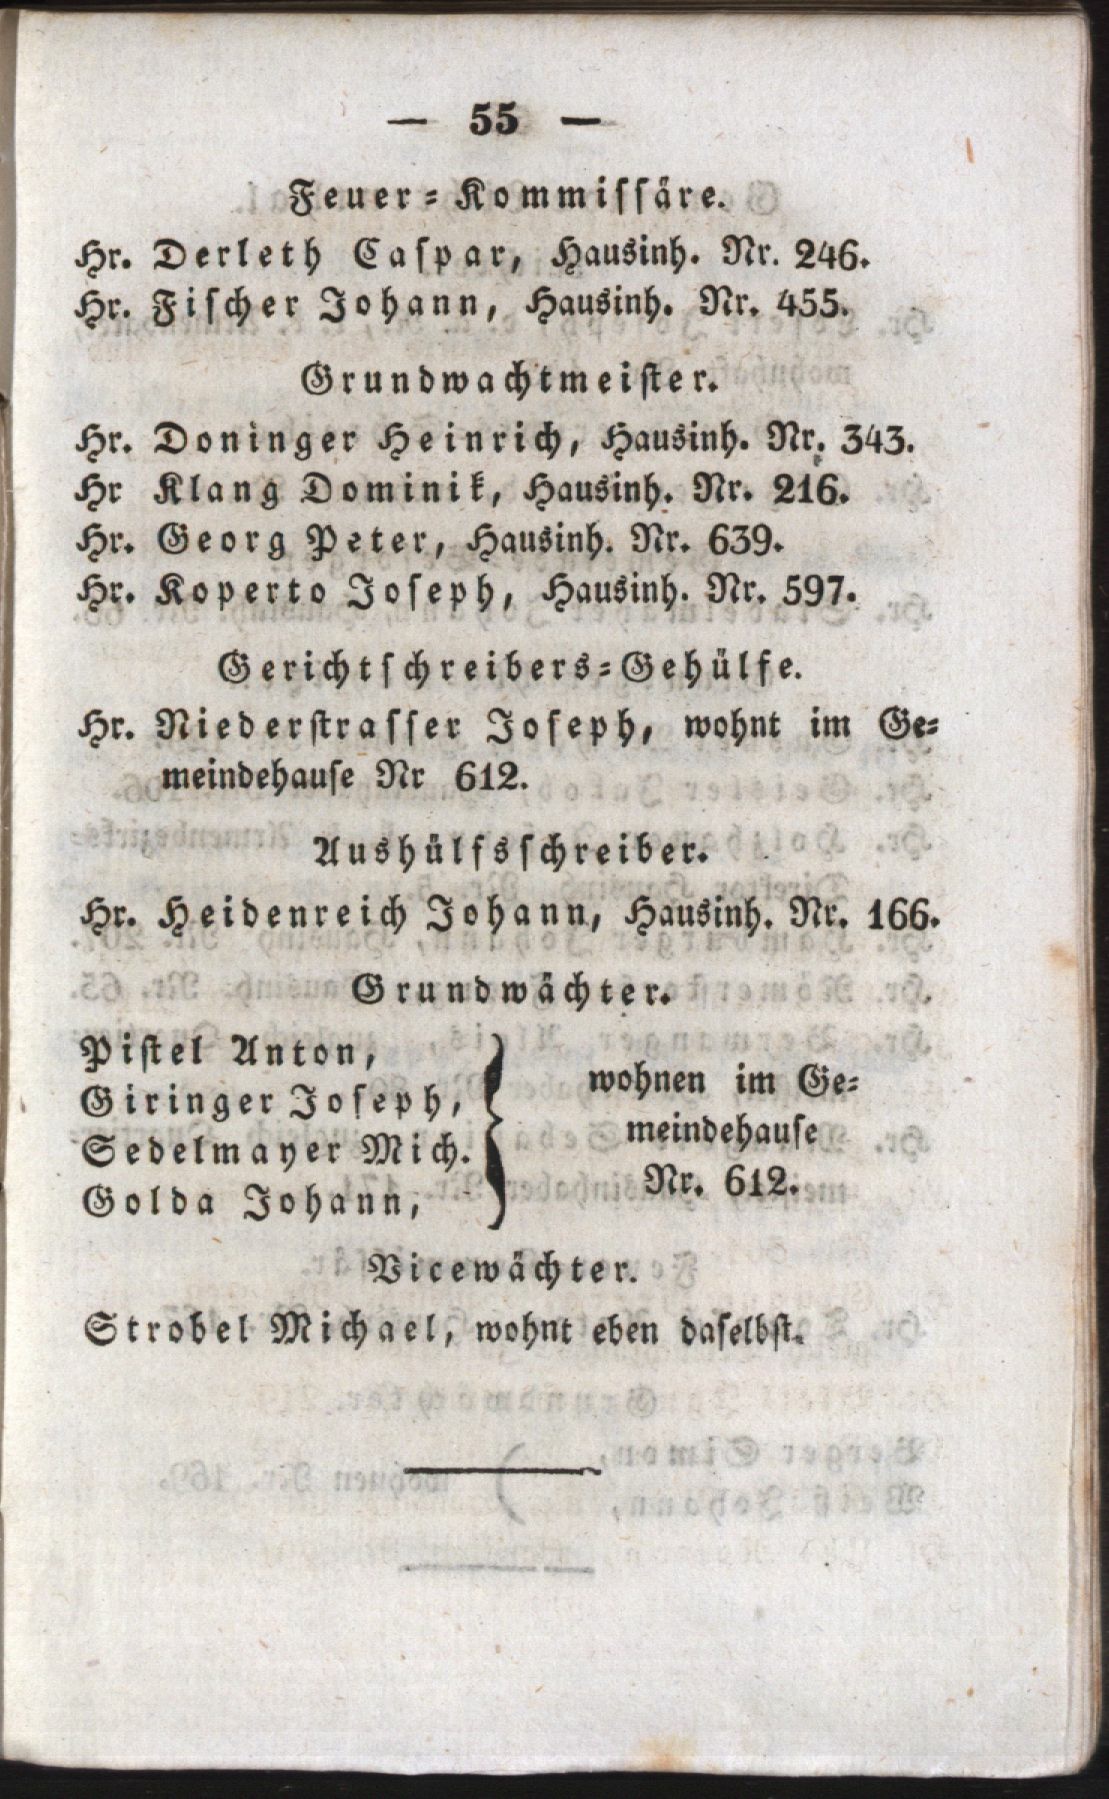 — 55 —
Feuer=Kommissäre.
Hr. Derleth Caspar, Hausinh. Nr. 246.
Hr. Fischer Johann, Hausinh. Nr. 455.
Grundwachtmeister.
Hr. Doninger Heinrich, Hausinh. Nr. 343.
Hr Klang Dominik, Hausinh. Nr. 216.
Hr. Georg Peter, Hausinh. Nr. 639.
Hr. Koperto Joseph, Hausinh. Nr. 597.
Gerichtschreibers=Gehülfe.
Hr. Niederstrasser Joseph, wohnt im Ge=
meindehause Nr 612.
Aushülfsschreiber.
Hr. Heidenreich Johann, Hausinh. Nr. 166.
Grundwächter.
Pistel Anton,
Giringer Joseph,
Sedelmayer Mich.
Golda Johann,
wohnen im Ge=
meindehause
Nr. 612.
Vicewächter.
Strobel Michael, wohnt eben daselbst.